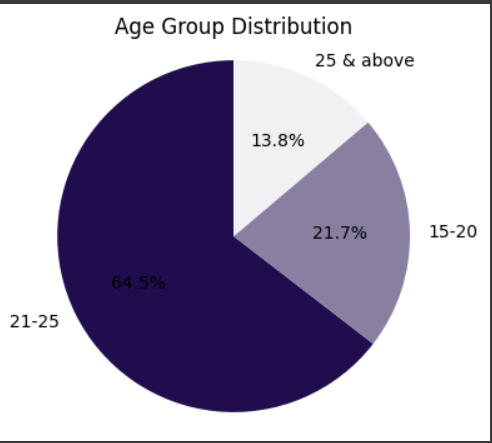 Age Group Distribution
25 & above
13.8%
21.7%
15-20
64.5%
21-25